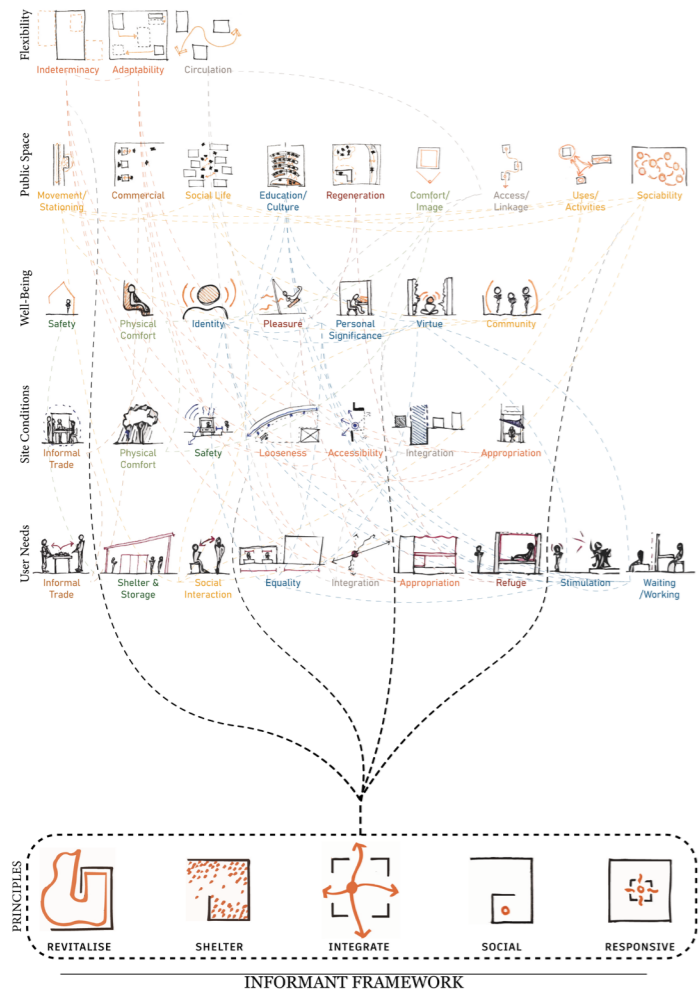 Flexibility
Indeterminacy
Adaptability
Circulation
Public Space
Movement/
Stationing
Commercial
Social Life
Education/
Culture
Regeneration
Comfort/
Image
Access/
Linkage
Uses/
Activities
Sociability
Well-Being
Safety
Physical
Comfort
Identity
Pleasure
Personal
Significance
Virtue
Community
Site Conditions
Informal
Trade
Physical
Comfort
Safety
Looseness
Accessibility
Integration
Appropriation
User Needs
Informal
Trade
Shelter &
Storage
Social
Interaction
Equality
Integration
Appropriation
Refuge
Stimulation
Waiting
/Working
PRINCIPLES
REVITALISE
SHELTER
INTEGRATE
SOCIAL
RESPONSIVE
INFORMANT FRAMEWORK